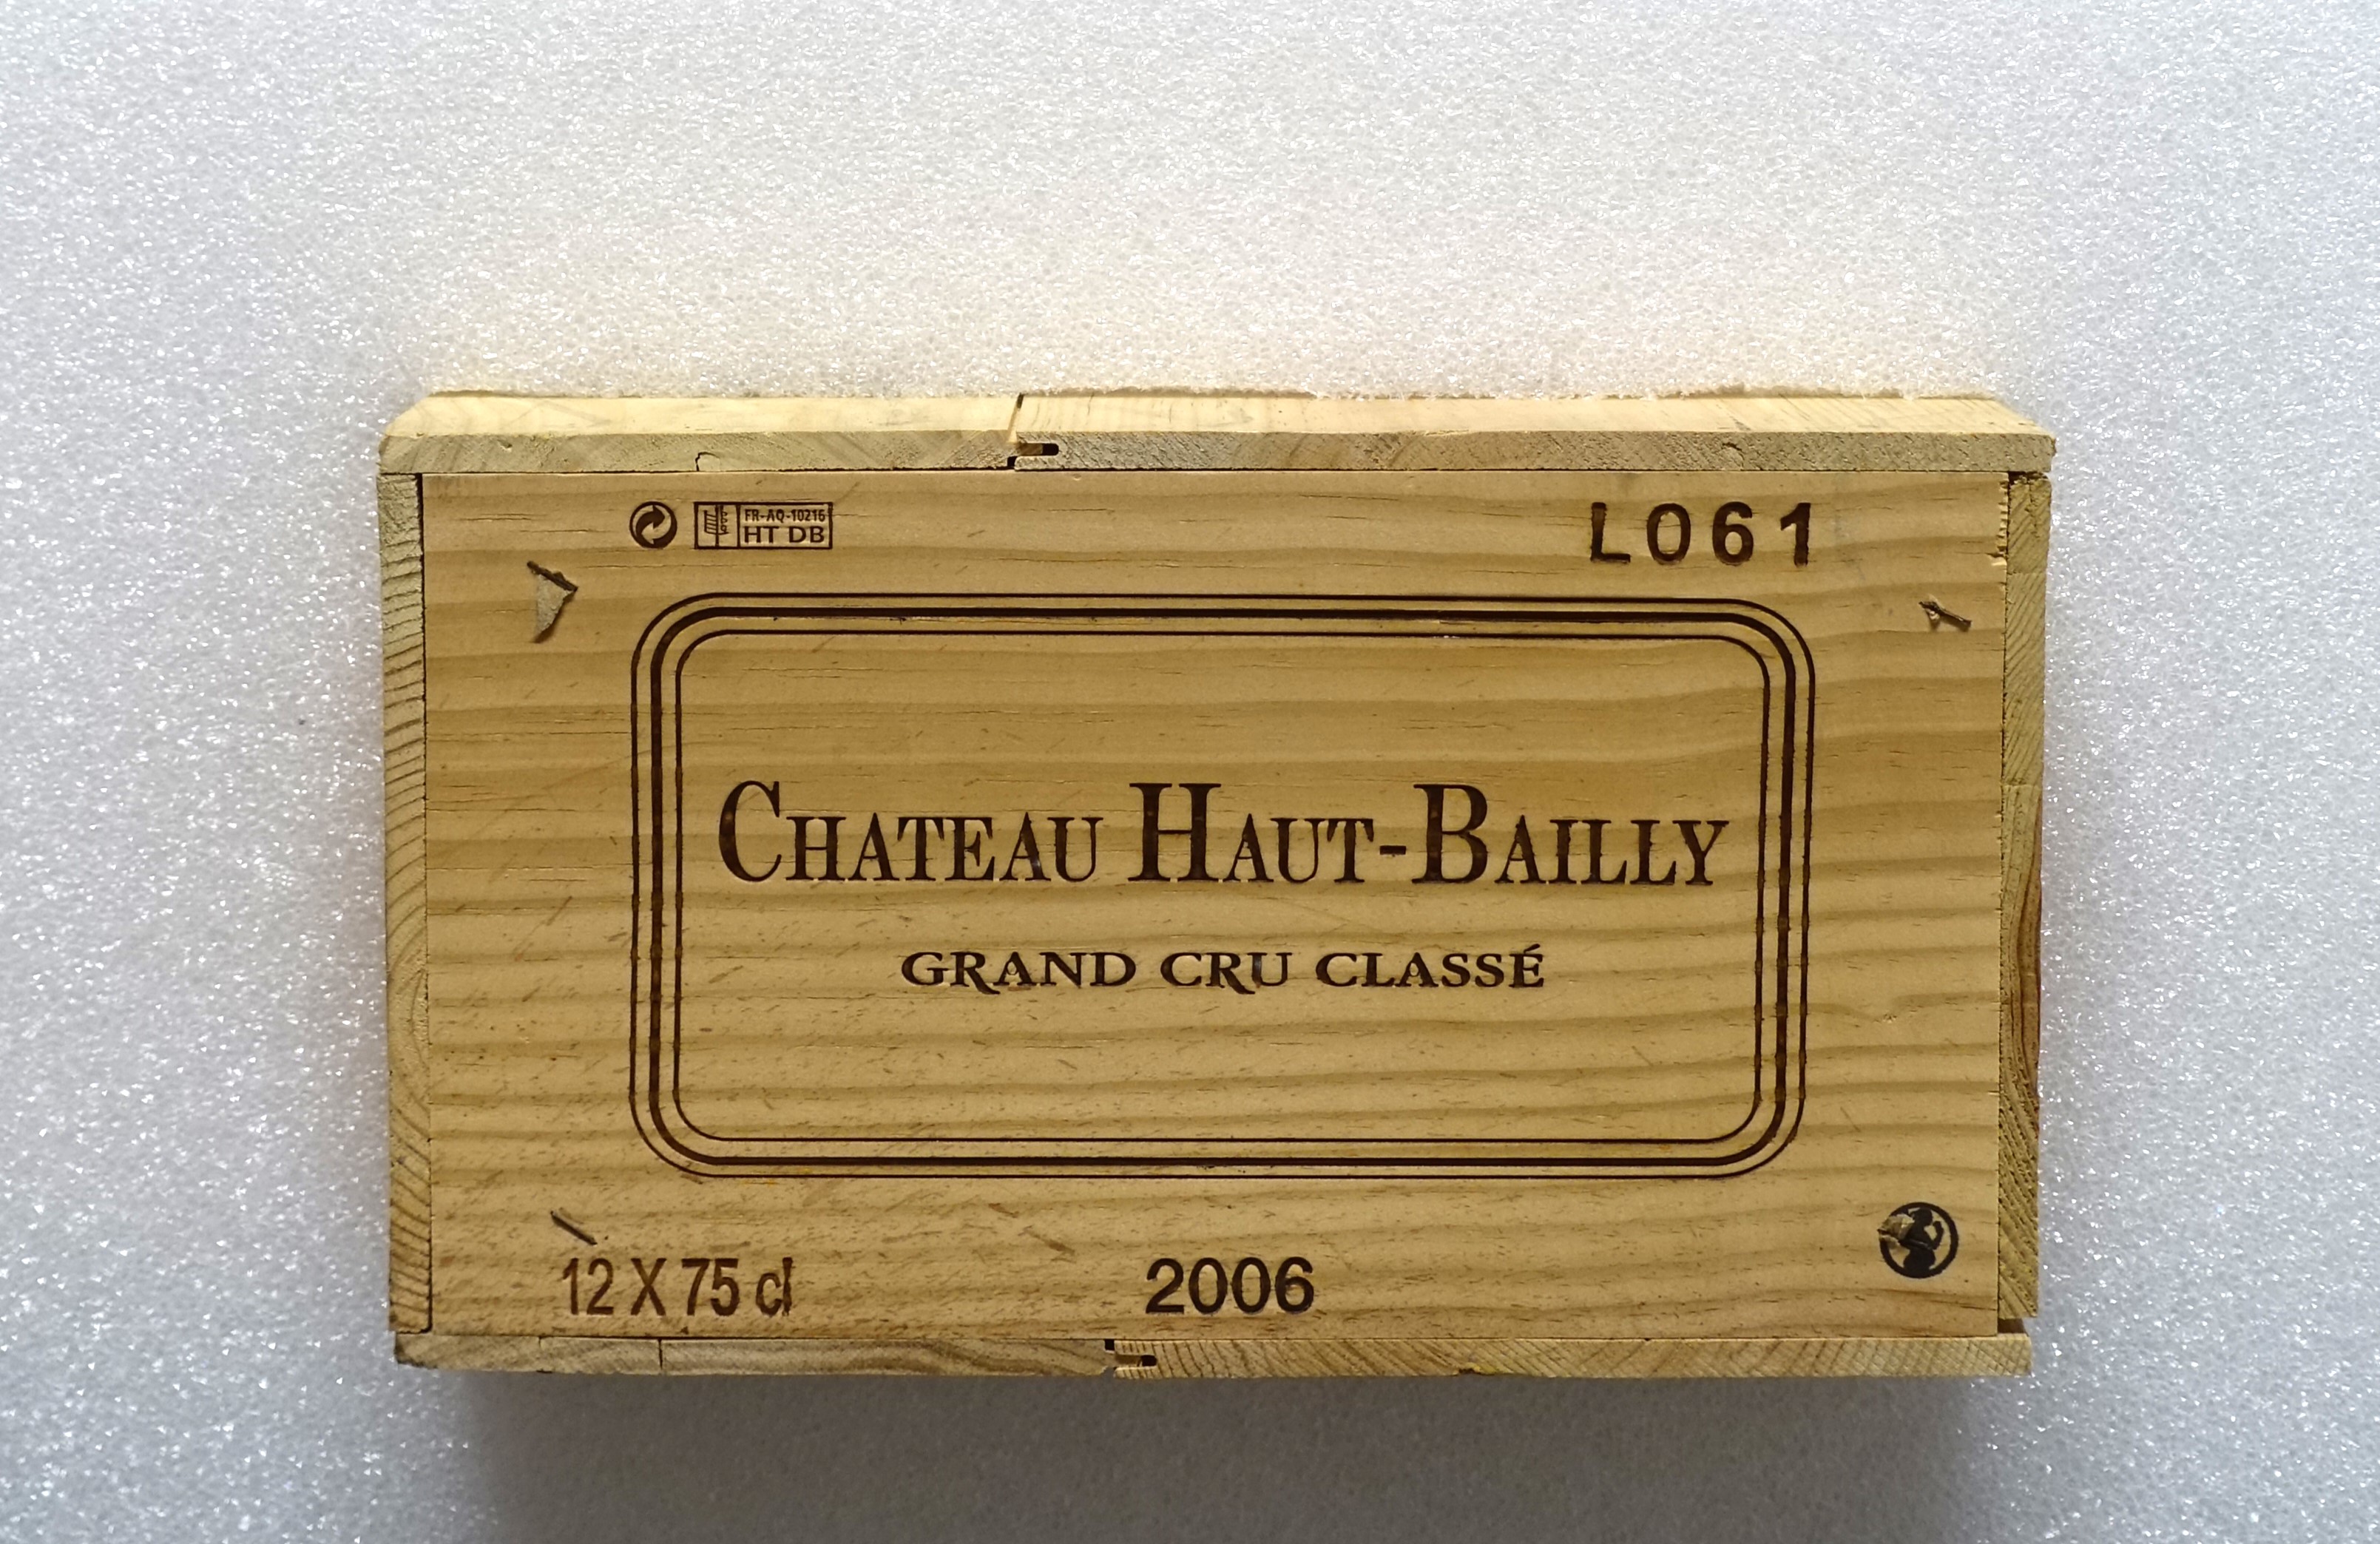 FR-AQ-10216
HT DB
L061
CHATEAU HAUT-BAILLY
GRAND CRU CLASSÉ
12 X 75 cl
2006